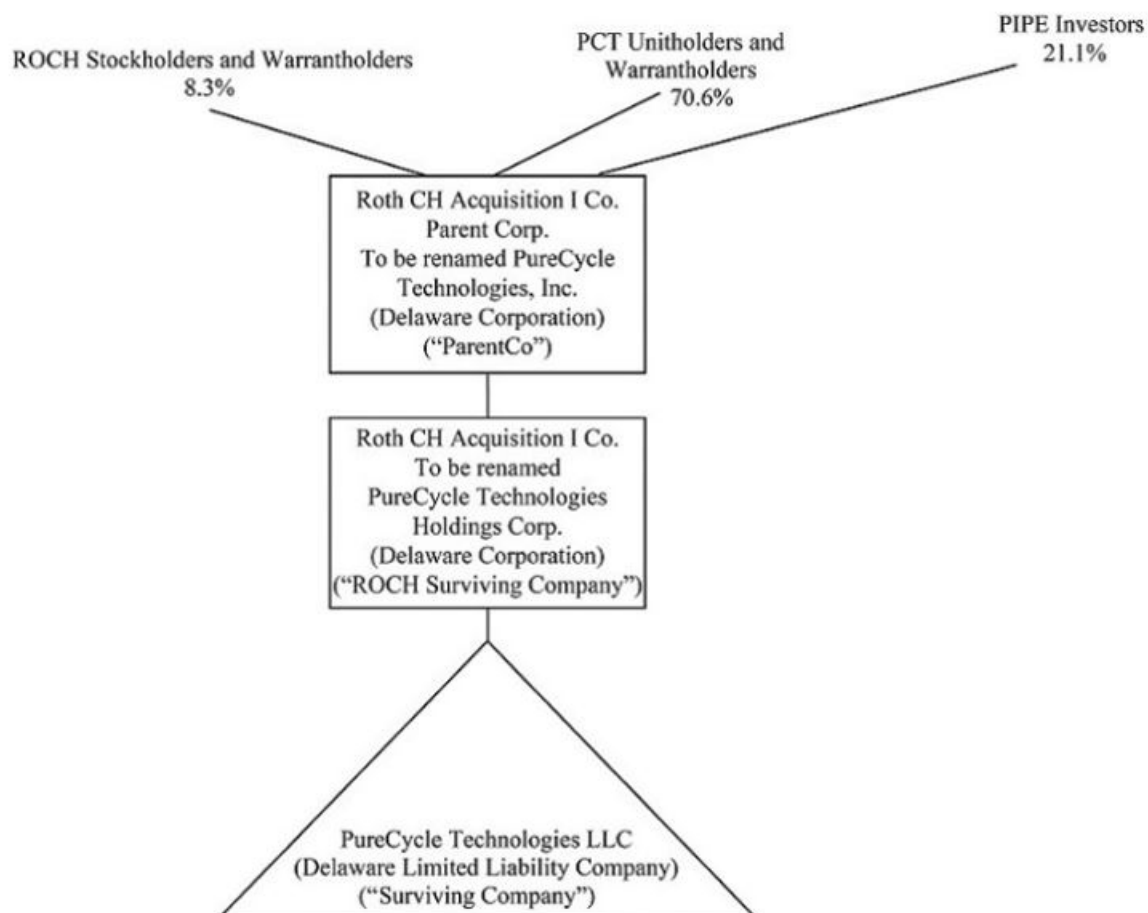 ROCH Stockholders and Warrantholders
8.3%
PCT Unitholders and
Warrantholders
70.6%
PIPE Investors
21.1%
Roth CH Acquisition I Co.
Parent Corp.
To be renamed PureCycle
Technologies, Inc.
(Delaware Corporation)
(“ParentCo”)
Roth CH Acquisition I Co.
To be renamed
PureCycle Technologies
Holdings Corp.
(Delaware Corporation)
(“ROCH Surviving Company”)
PureCycle Technologies LLC
(Delaware Limited Liability Company)
(“Surviving Company”)